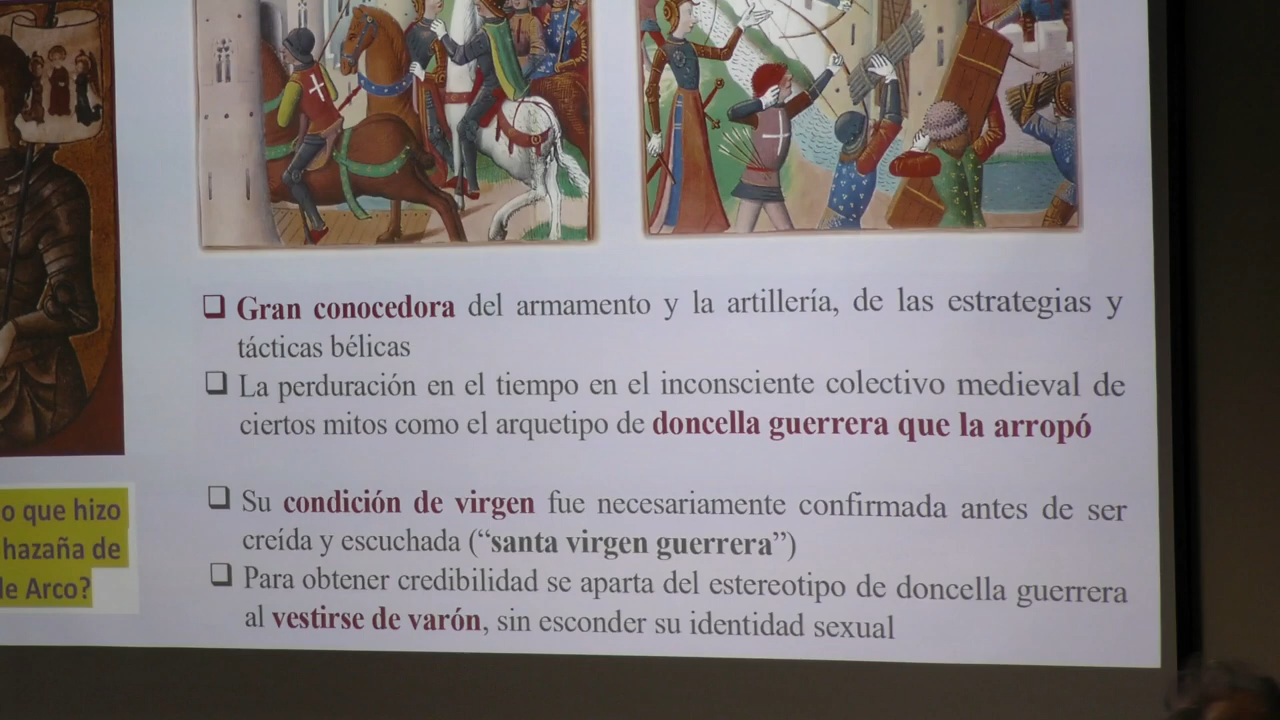 Gran conocedora del armamento y la artillería, de las estrategias y
tácticas bélicas
La perduración en el tiempo en el inconsciente colectivo medieval de
ciertos mitos como el arquetipo de doncella guerrera que la arropó
Su condición de virgen fue necesariamente confirmada antes de ser
creída y escuchada (“santa virgen guerrera”)
Para obtener credibilidad se aparta del estereotipo de doncella guerrera
al vestirse de varón, sin esconder su identidad sexual
o que hizo
hazaña de
de Arco?